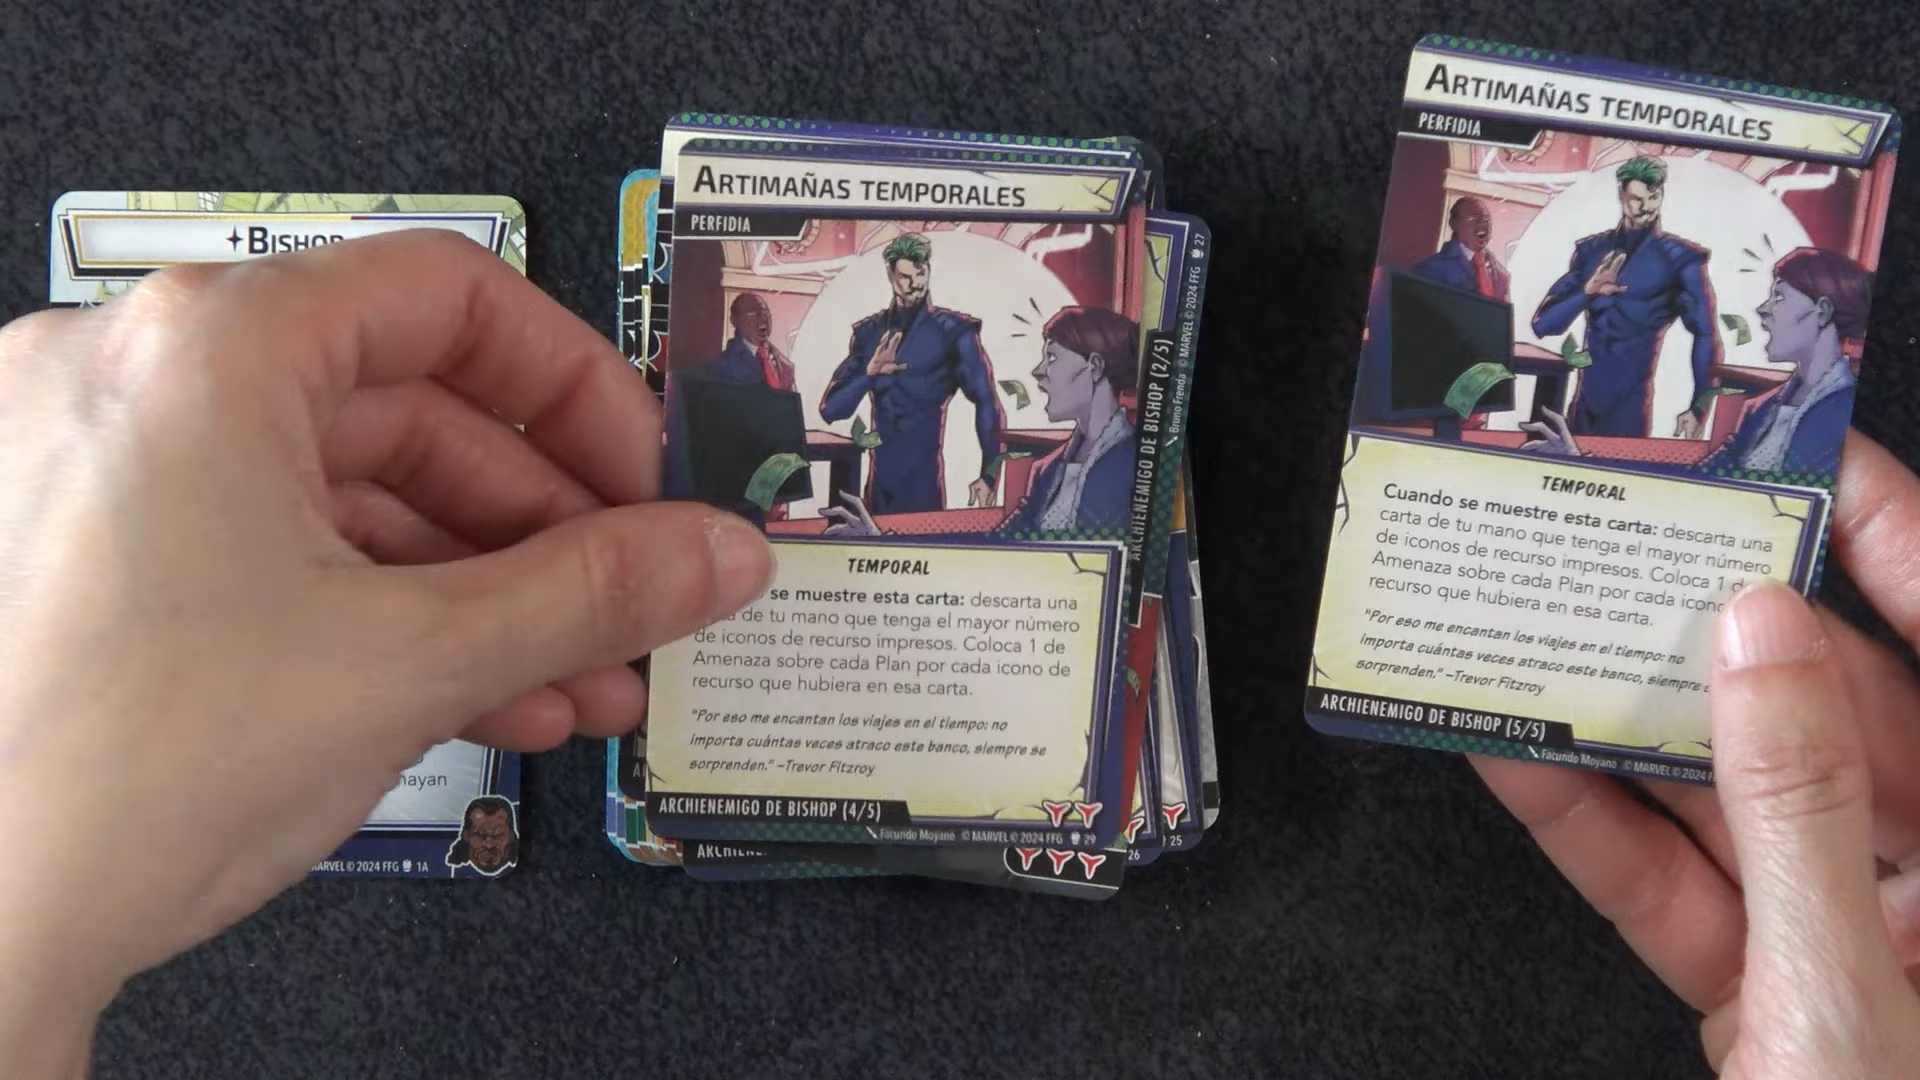 BISHOP
hayan
MARVEL © 2024 FFG 1A
ARTIMAÑAS TEMPORALES
PERFIDIA
TEMPORAL
se muestre esta carta: descarta una
de tu mano que tenga el mayor número
de iconos de recurso impresos. Coloca 1 de
Amenaza sobre cada Plan por cada icono de
recurso que hubiera en esa carta.
"Por eso me encantan los viajes en el tiempo: no
importa cuántas veces atraco este banco, siempre se
sorprenden." –Trevor Fitzroy
ARCHIENEMIGO DE BISHOP (4/5)
Facundo Moyano © MARVEL © 2024 FFG 29
ARCHIENEMIGO DE BISHOP (2/5)
Bruno Frenda © MARVEL © 2024 FFG 27
26
25
ARTIMAÑAS TEMPORALES
PERFIDIA
TEMPORAL
Cuando se muestre esta carta: descarta una
carta de tu mano que tenga el mayor número
de iconos de recurso impresos. Coloca 1 de
Amenaza sobre cada Plan por cada icono
recurso que hubiera en esa carta.
"Por eso me encantan los viajes en el tiempo: no
importa cuántas veces atraco este banco, siempre
sorprenden." –Trevor Fitzroy
ARCHIENEMIGO DE BISHOP (5/5)
Facundo Moyano © MARVEL © 2024